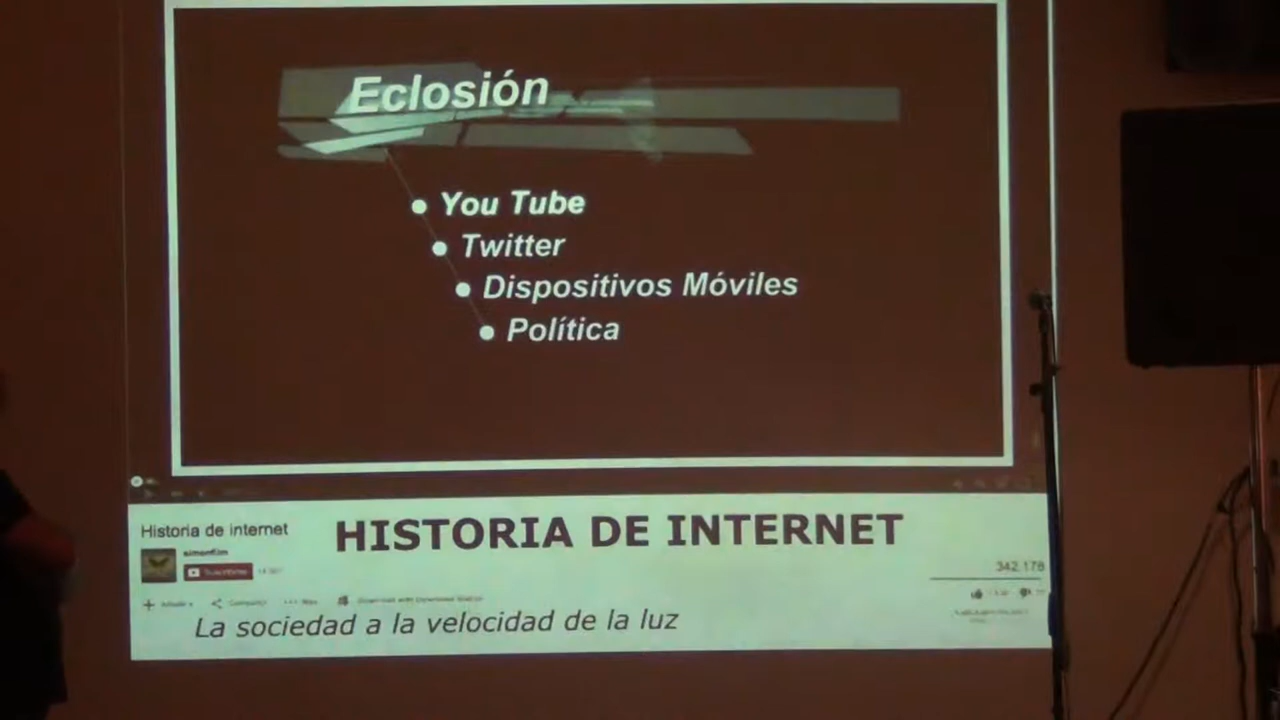 Eclosión
You Tube
Twitter
Dispositivos Móviles
Política
Historia de internet
HISTORIA DE INTERNET
342.178
La sociedad a la velocidad de la luz